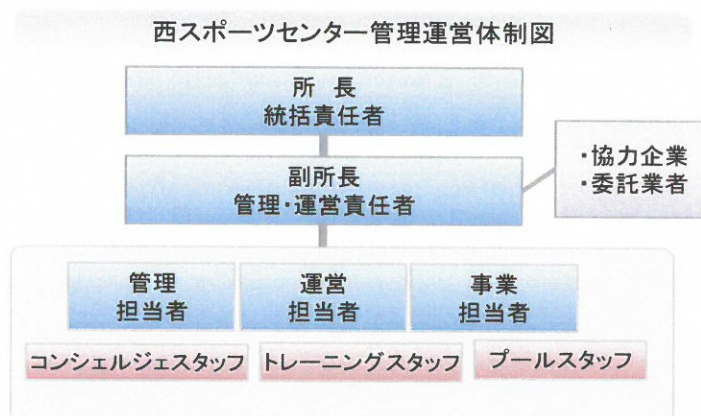 西スポーツセンター管理運営体制図
所　長
統括責任者
・協力企業
・委託業者
副所長
管理・運営責任者
管理
担当者
運営
担当者
事業
担当者
コンシェルジェスタッフ
トレーニングスタッフ
プールスタッフ